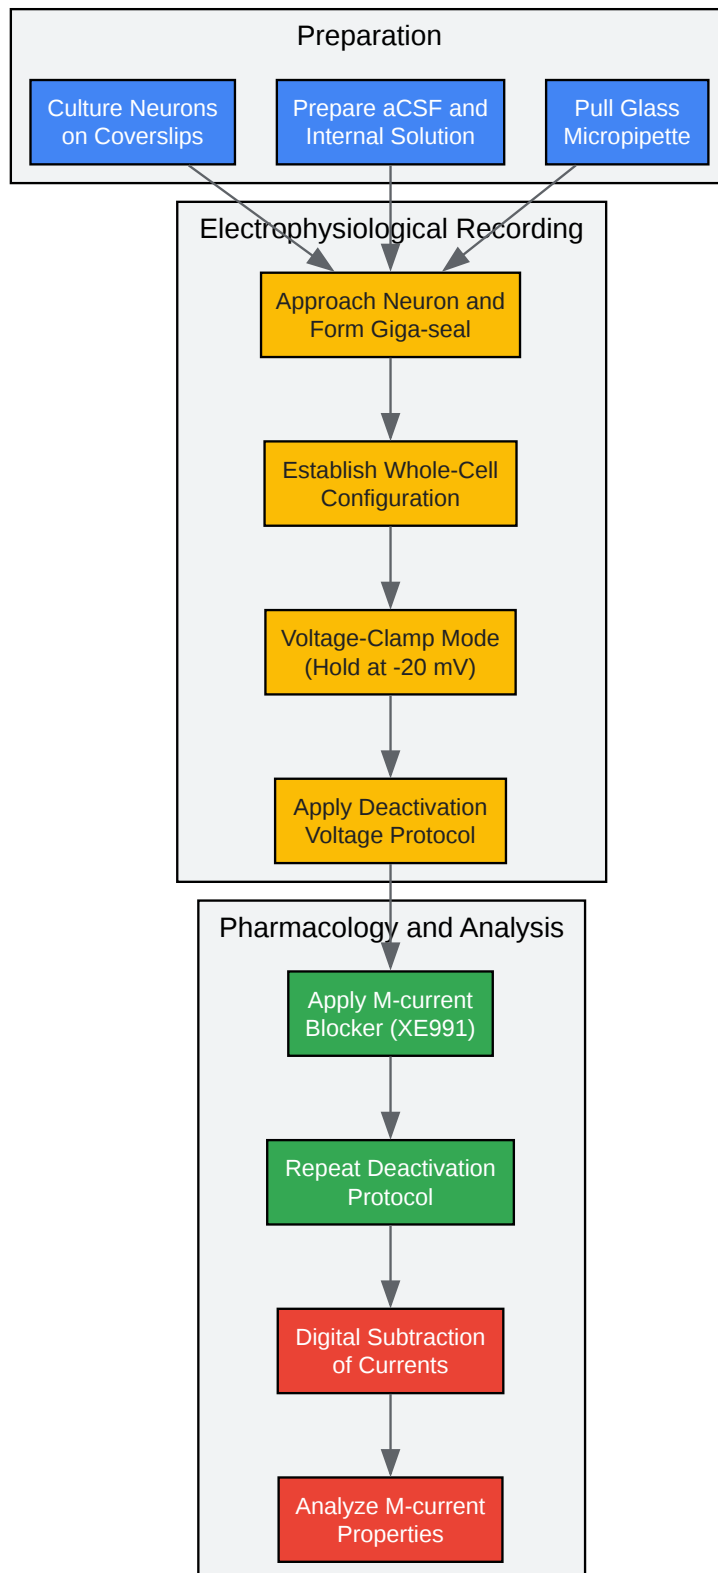 Preparation
Culture Neurons
on Coverslips
Prepare aCSF and
Internal Solution
Pull Glass
Micropipette
Electrophysiological Recording
Approach Neuron and
Form Giga-seal
Establish Whole-Cell
Configuration
Voltage-Clamp Mode
(Hold at -20 mV)
Apply Deactivation
Voltage Protocol
Pharmacology and Analysis
Apply M-current
Blocker (XE991)
Repeat Deactivation
Protocol
Digital Subtraction
of Currents
Analyze M-current
Properties